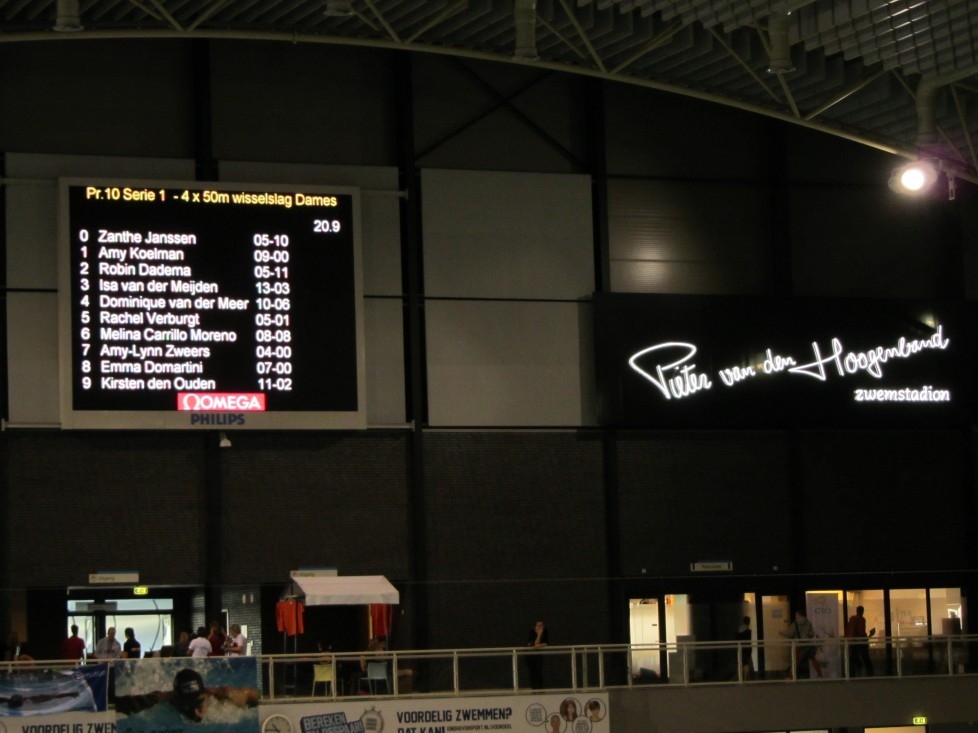 Pr.10 Serie 1 - 4 x 50m wisselslag Dames
20.9
0 Zanthe Janssen 05-10
1 Amy Koelman 09-00
2 Robin Dadema 05-11
3 Isa van der Meijden 13-03
4 Dominique van der Meer 10-06
5 Rachel Verburgt 05-01
6 Melina Carrillo Moreno 08-08
7 Amy-Lynn Zweers 04-00
8 Emma Domartini 07-00
9 Kirsten den Ouden 11-02
OMEGA
PHILIPS
Pieter van den Hoogenband
zwemstadion
VOORDELIG ZWEMMEN?
DAT KAN!
BEREKEN
VOORDELIG ZWEM